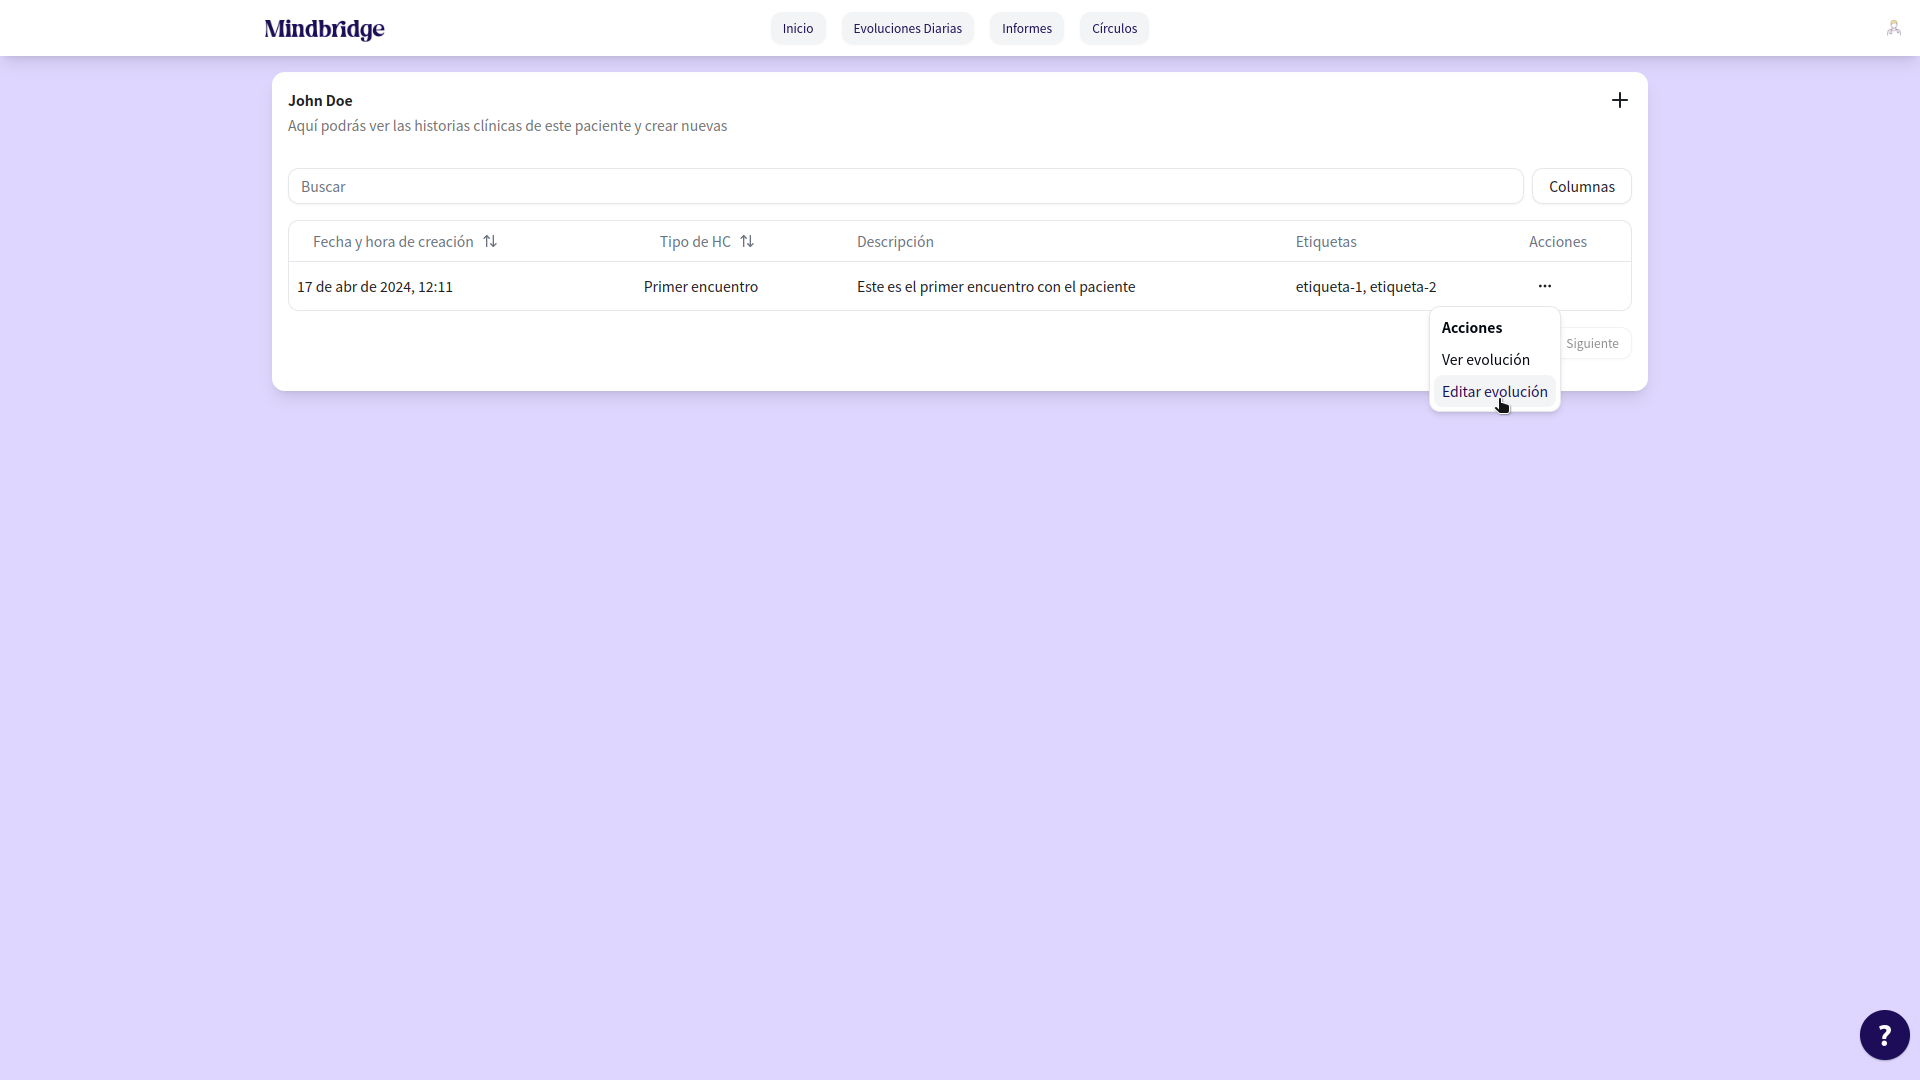 Mindbridge
Inicio
Evoluciones Diarias
Informes
Círculos
John Doe
Aquí podrás ver las historias clínicas de este paciente y crear nuevas
Buscar
Columnas
Fecha y hora de creación
Tipo de HC
Descripción
Etiquetas
Acciones
17 de abr de 2024, 12:11
Primer encuentro
Este es el primer encuentro con el paciente
etiqueta-1, etiqueta-2
Acciones
Ver evolución
Editar evolución
Siguiente
?